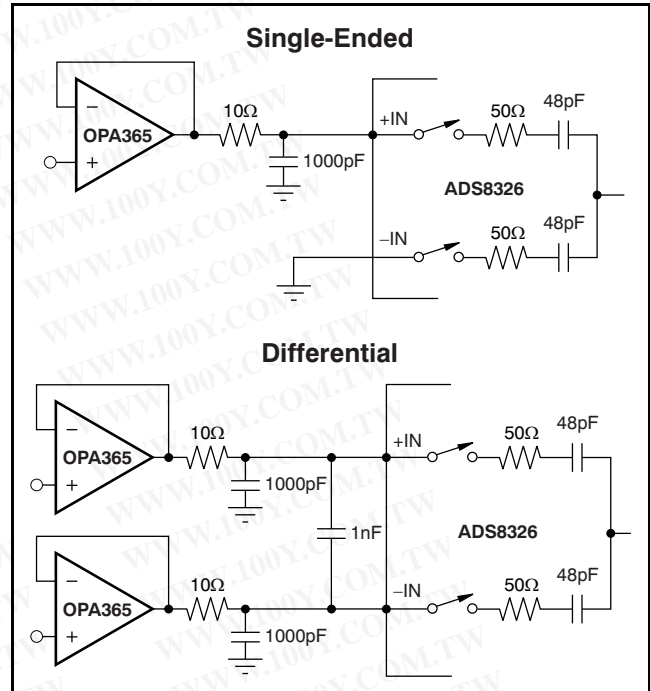 Single-Ended
OPA365
−
+
10Ω
1000pF
+IN
50Ω
48pF
ADS8326
−IN
50Ω
48pF
Differential
OPA365
−
+
10Ω
1000pF
+IN
50Ω
48pF
1nF
ADS8326
OPA365
−
+
10Ω
1000pF
−IN
50Ω
48pF
WWW.100Y.COM.TW